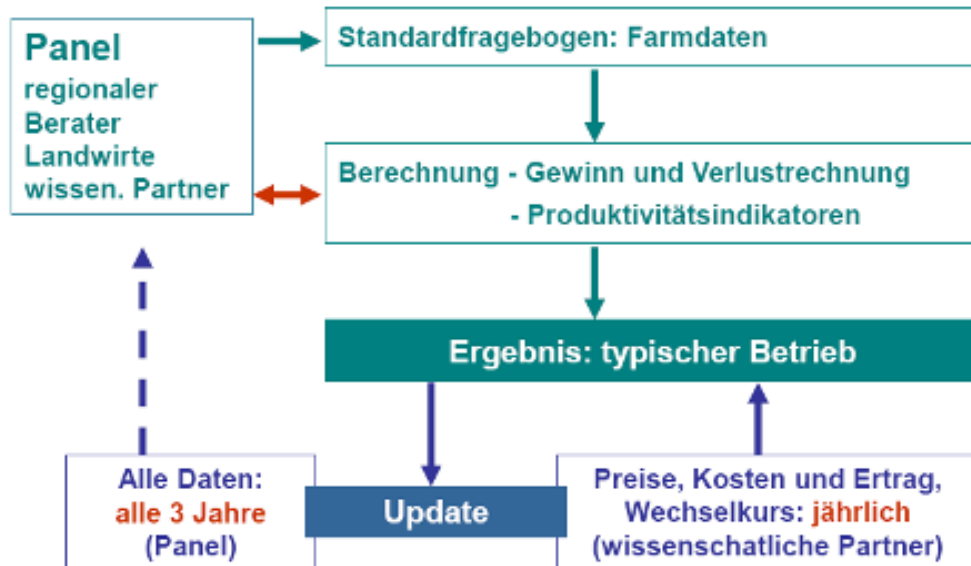 Panel
regionaler
Berater
Landwirte
wissen. Partner
Standardfragebogen: Farmdaten
Berechnung - Gewinn und Verlustrechnung
- Produktivitätsindikatoren
Ergebnis: typischer Betrieb
Alle Daten:
alle 3 Jahre
(Panel)
Update
Preise, Kosten und Ertrag,
Wechselkurs: jährlich
(wissenschatliche Partner)